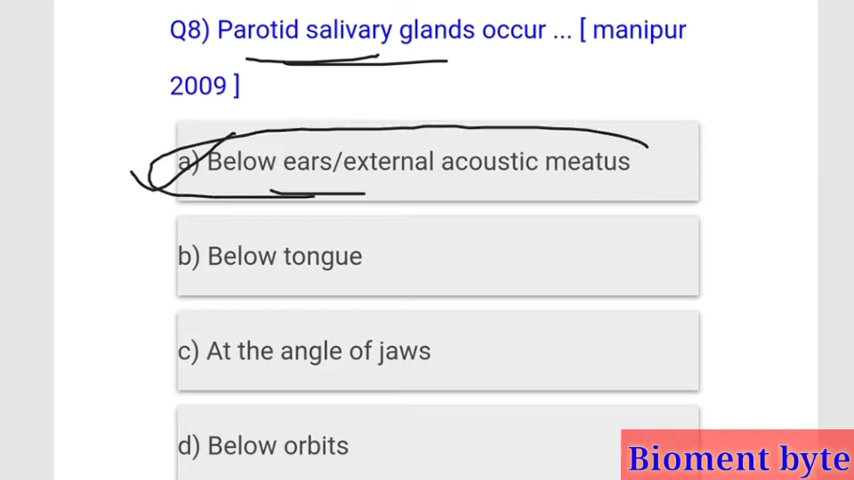 Q8) Parotid salivary glands occur ... [ manipur
2009 ]
a) Below ears/external acoustic meatus
b) Below tongue
c) At the angle of jaws
d) Below orbits
Bioment byte